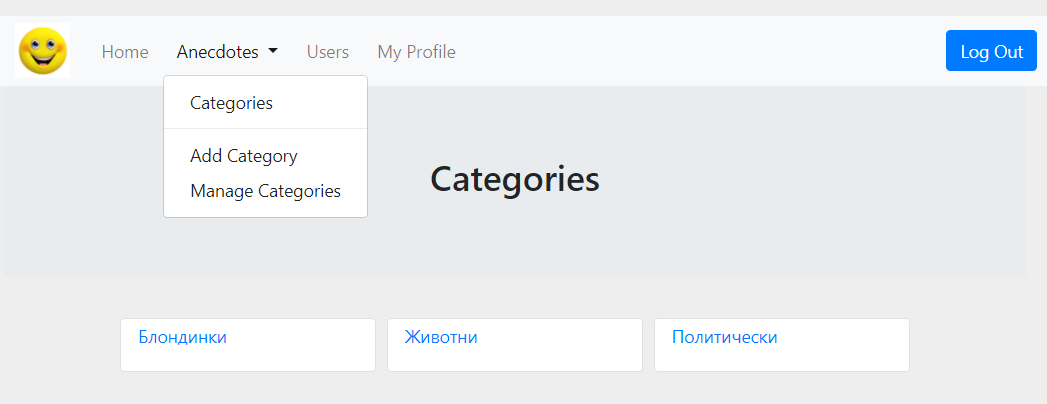 Home Anecdotes Users My Profile Log Out
Categories
Add Category
Manage Categories
Categories
Блондинки Животни Политически